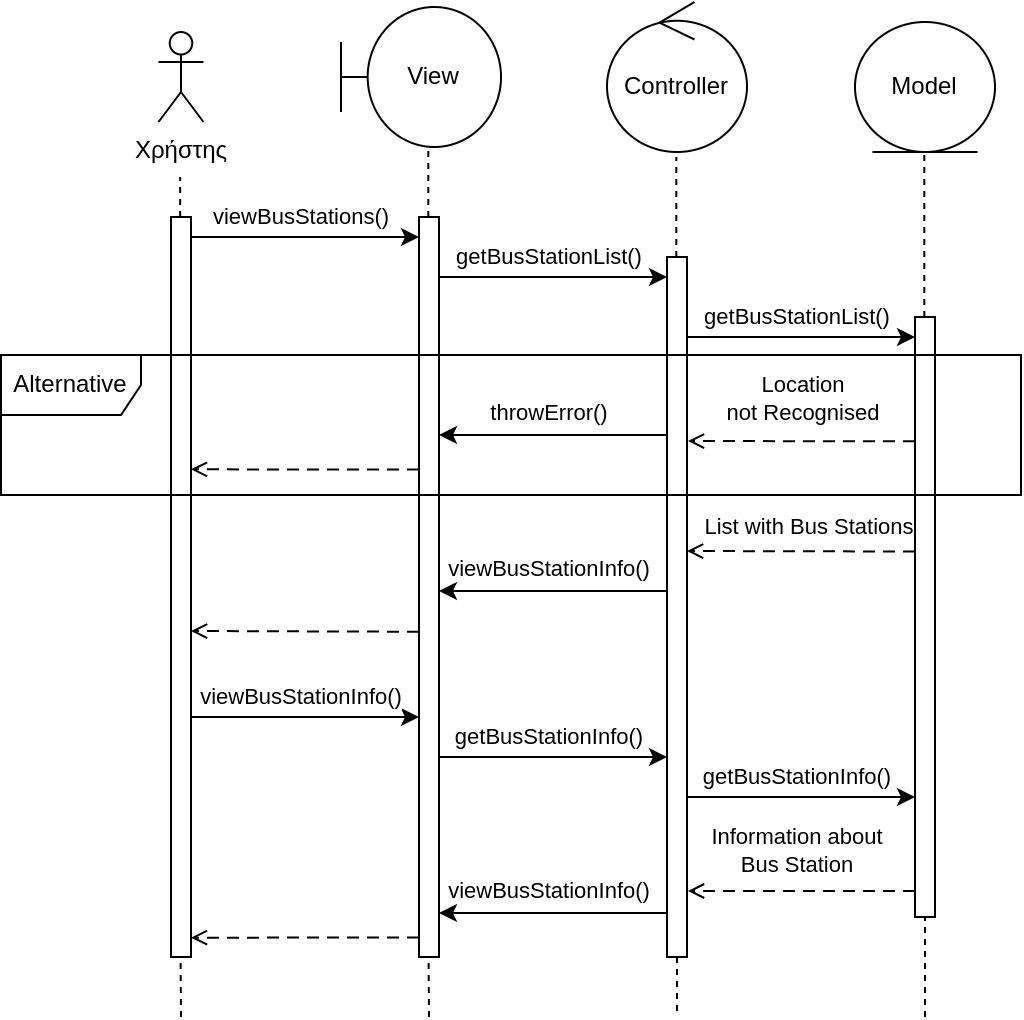 View
Controller
Model
Χρήστης
viewBusStations()
getBusStationList()
getBusStationList()
Alternative
Location
not Recognised
throwError()
List with Bus Stations
viewBusStationInfo()
viewBusStationInfo()
getBusStationInfo()
getBusStationInfo()
Information about
Bus Station
viewBusStationInfo()